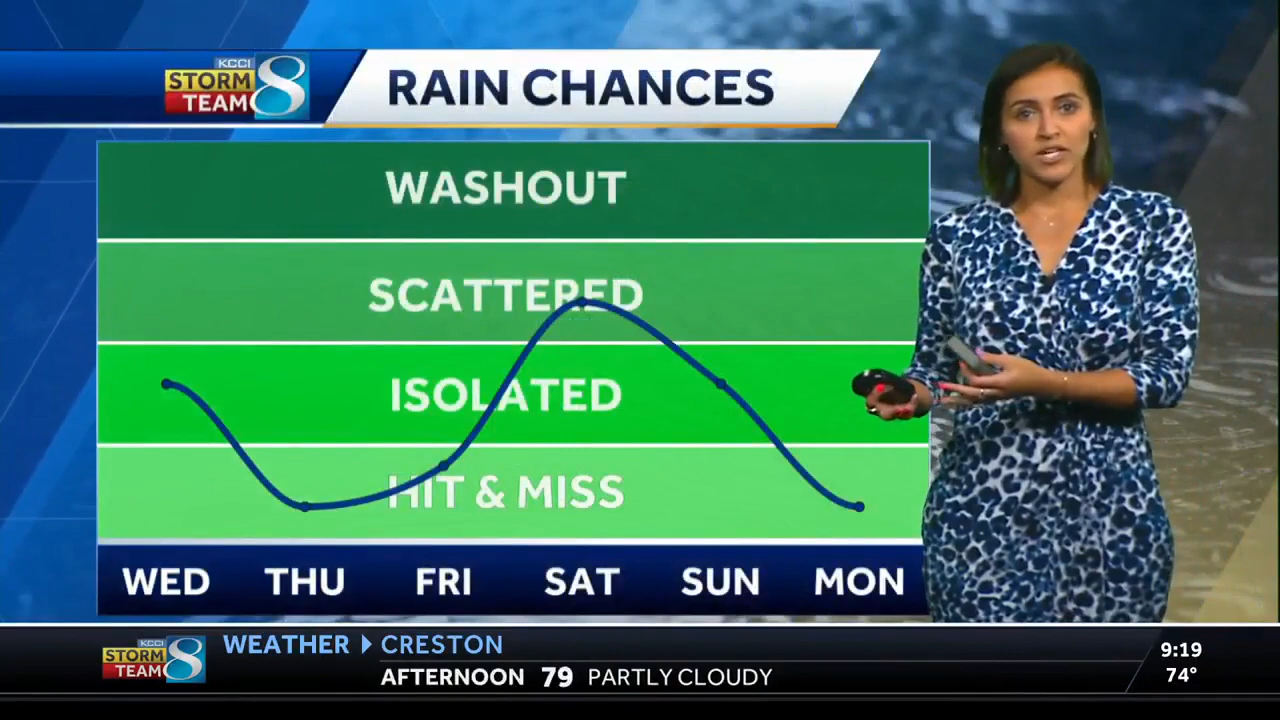 KCCI
STORM
TEAM 8
RAIN CHANCES
WASHOUT
SCATTERED
ISOLATED
HIT & MISS
WED THU FRI SAT SUN MON
KCCI
STORM
TEAM 8
WEATHER CRESTON
AFTERNOON 79 PARTLY CLOUDY
9:19
74°